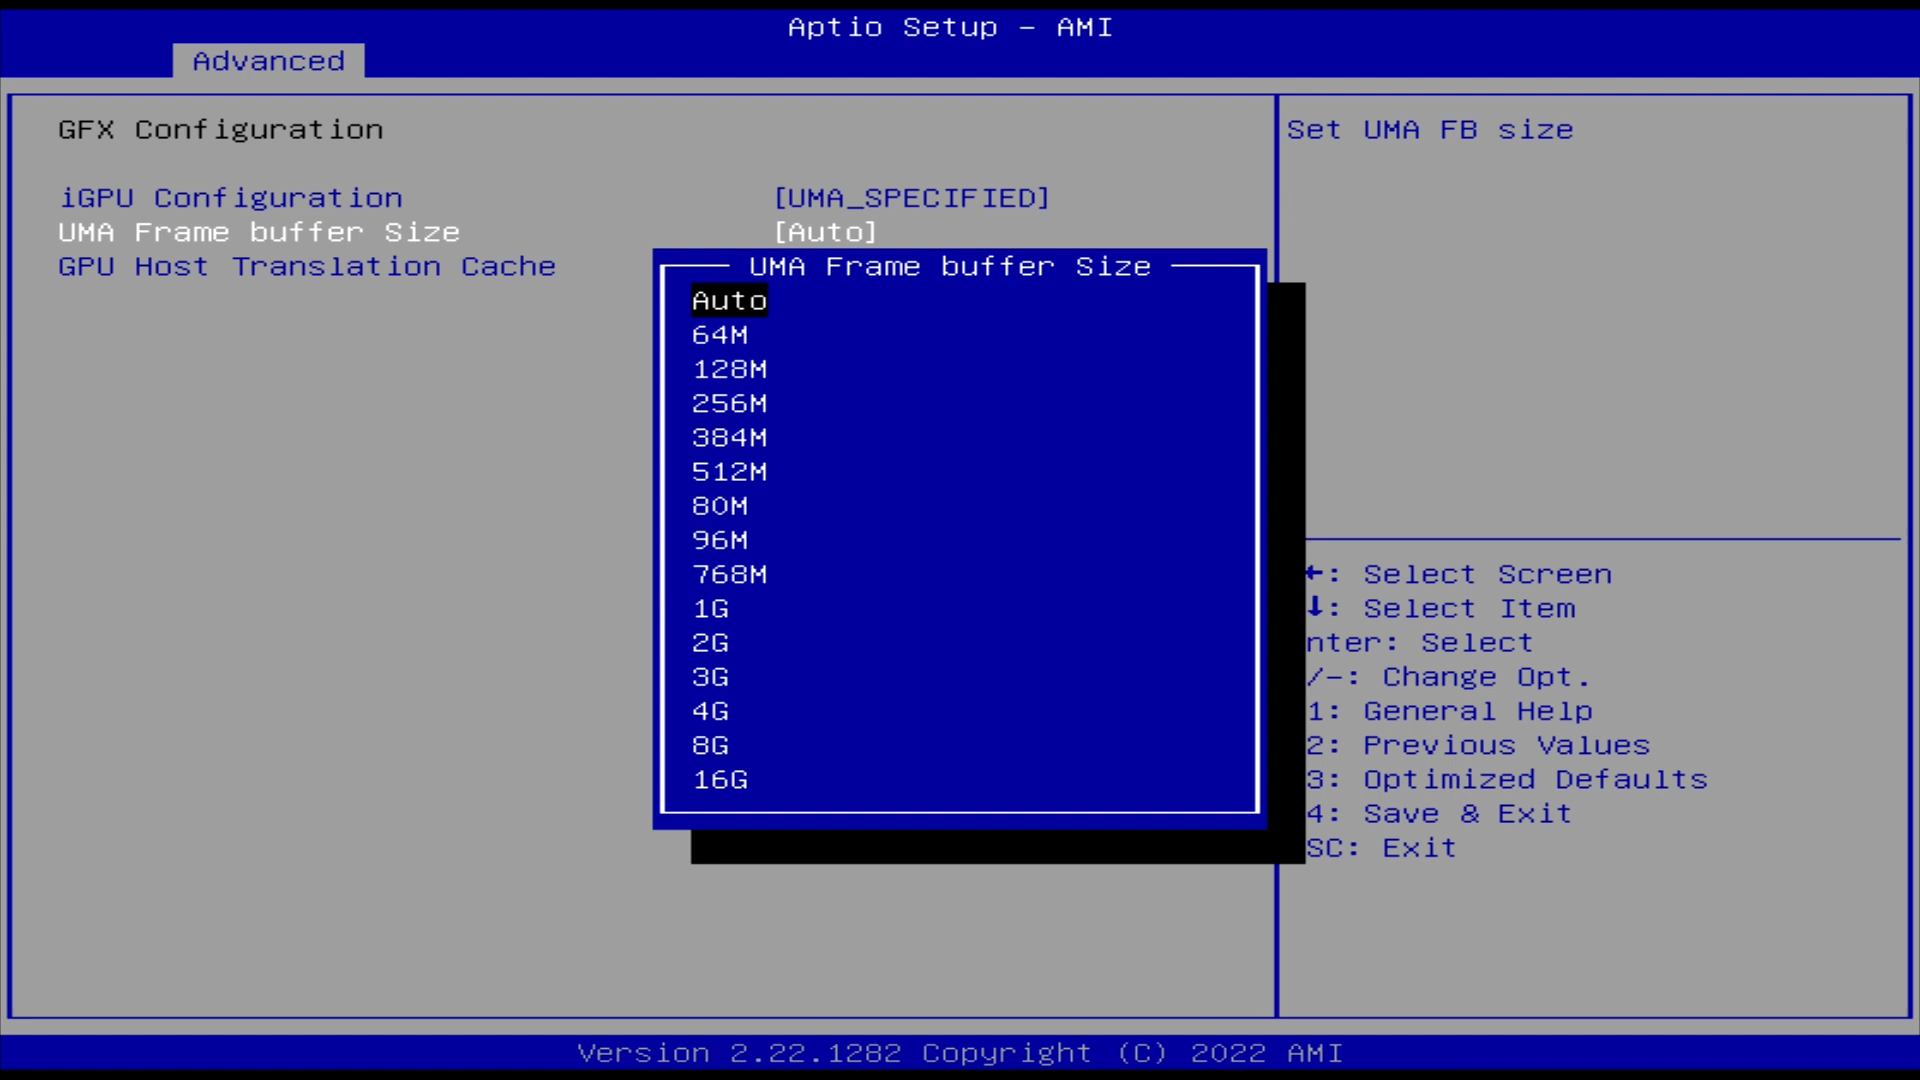 Aptio Setup - AMI
Advanced
GFX Configuration
iGPU Configuration [UMA_SPECIFIED]
UMA Frame buffer Size [Auto]
GPU Host Translation Cache
UMA Frame buffer Size
Auto
64M
128M
256M
384M
512M
80M
96M
768M
1G
2G
3G
4G
8G
16G
Set UMA FB size
←: Select Screen
↓: Select Item
nter: Select
/-: Change Opt.
1: General Help
2: Previous Values
3: Optimized Defaults
4: Save & Exit
SC: Exit
Version 2.22.1282 Copyright (C) 2022 AMI